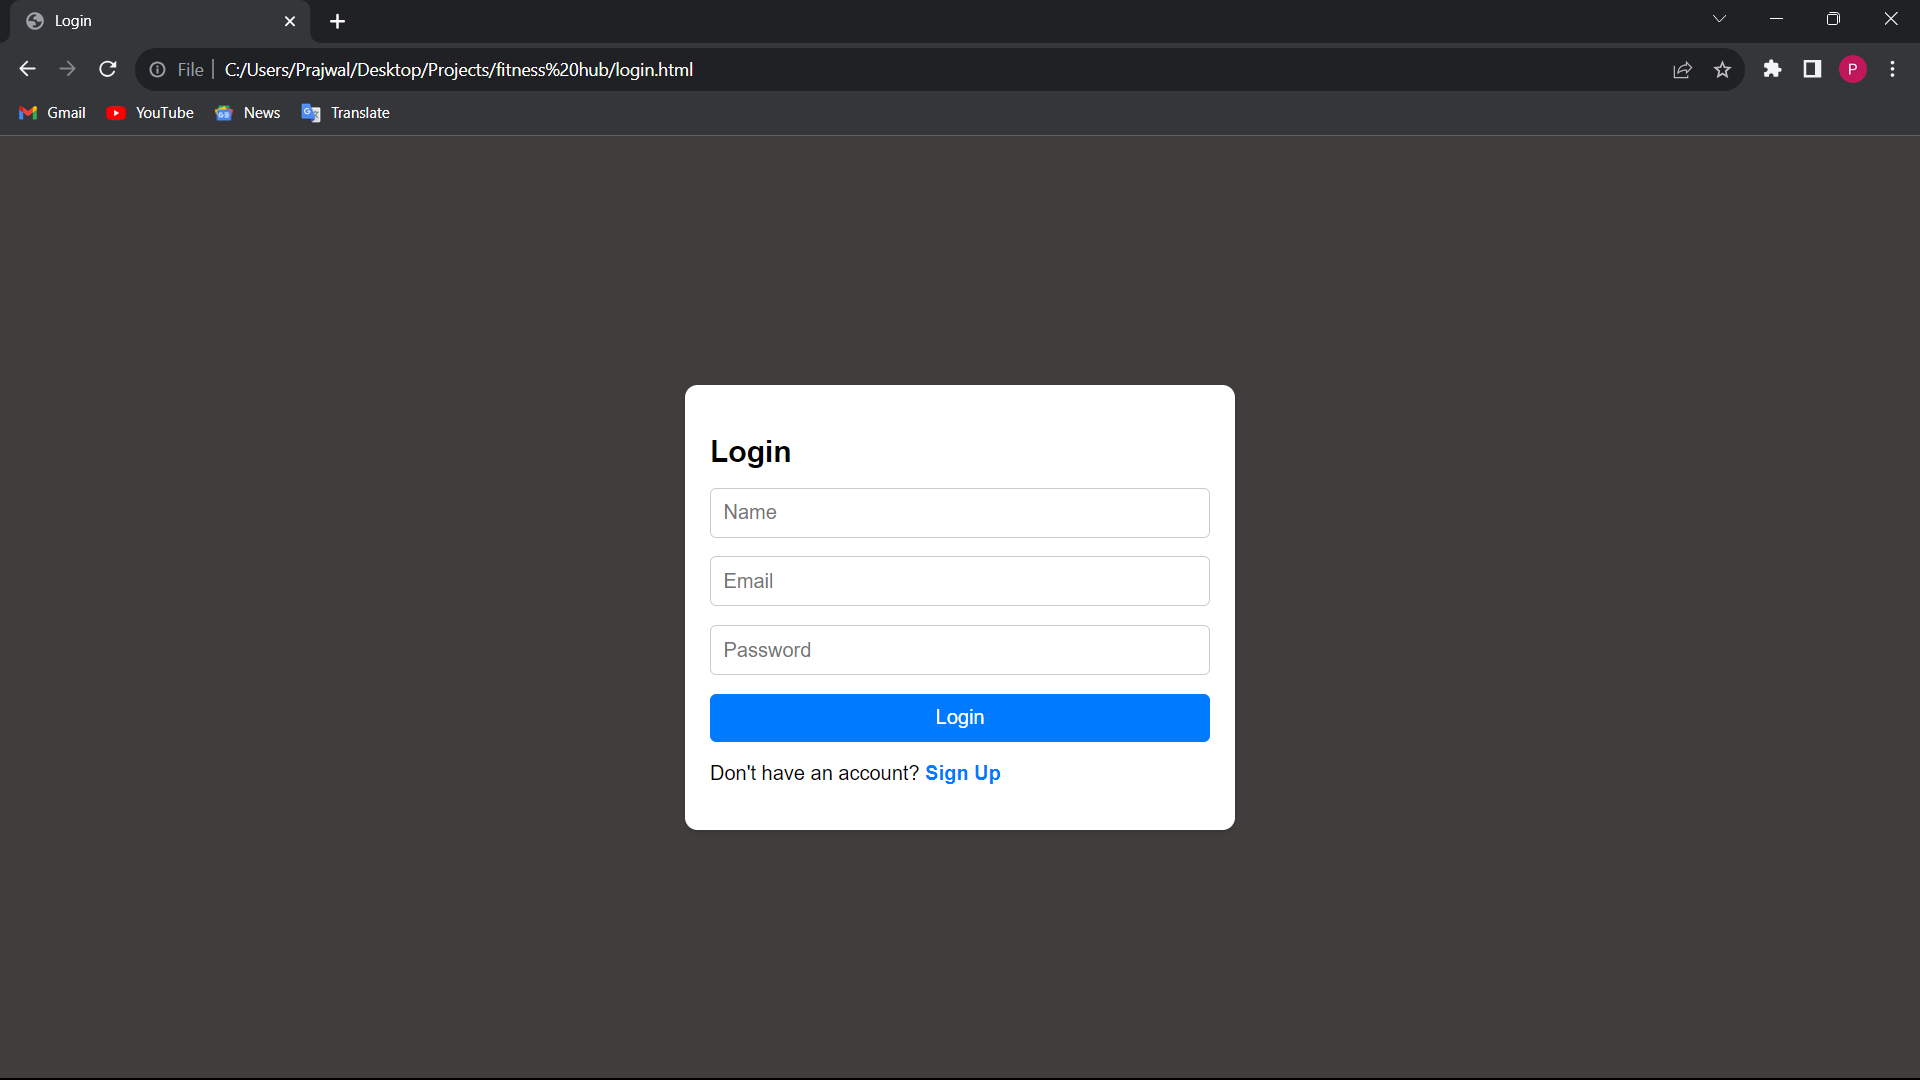 Login
File C:/Users/Prajwal/Desktop/Projects/fitness%20hub/login.html
P
Gmail YouTube News Translate
Login
Name
Email
Password
Login
Don't have an account? Sign Up